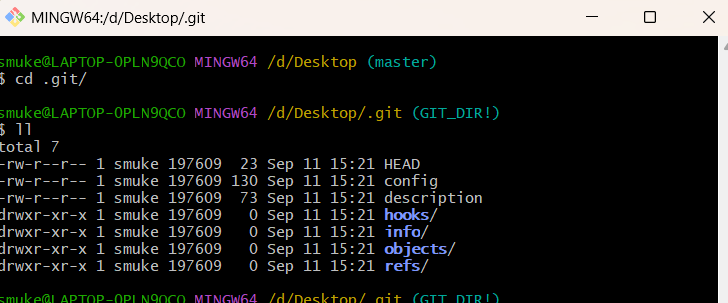 MINGW64:/d/Desktop/.git
smuke@LAPTOP-0PLN9QCO MINGW64 /d/Desktop (master)
$ cd .git/
smuke@LAPTOP-0PLN9QCO MINGW64 /d/Desktop/.git (GIT_DIR!)
$ ll
total 7
-rw-r--r-- 1 smuke 197609  23 Sep 11 15:21 HEAD
-rw-r--r-- 1 smuke 197609 130 Sep 11 15:21 config
-rw-r--r-- 1 smuke 197609  73 Sep 11 15:21 description
drwxr-xr-x 1 smuke 197609   0 Sep 11 15:21 hooks/
drwxr-xr-x 1 smuke 197609   0 Sep 11 15:21 info/
drwxr-xr-x 1 smuke 197609   0 Sep 11 15:21 objects/
drwxr-xr-x 1 smuke 197609   0 Sep 11 15:21 refs/
smuke@LAPTOP-0PLN9QCO MINGW64 /d/Desktop/.git (GIT_DIR!)